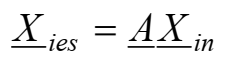 X_ies = A X_in